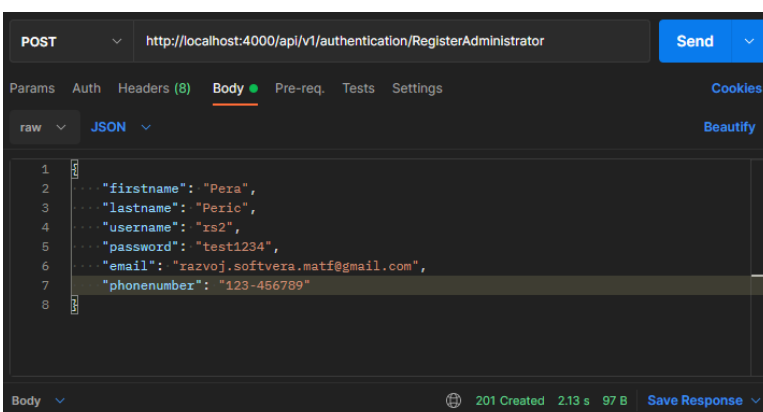 POST http://localhost:4000/api/v1/authentication/RegisterAdministrator Send
Params Auth Headers (8) Body Pre-req. Tests Settings Cookies
raw JSON Beautify
1 {
2 "firstname": "Pera",
3 "lastname": "Peric",
4 "username": "rs2",
5 "password": "test1234",
6 "email": "razvoj.softvera.matf@gmail.com",
7 "phonenumber": "123-456789"
8 }
Body 201 Created 2.13 s 97 B Save Response